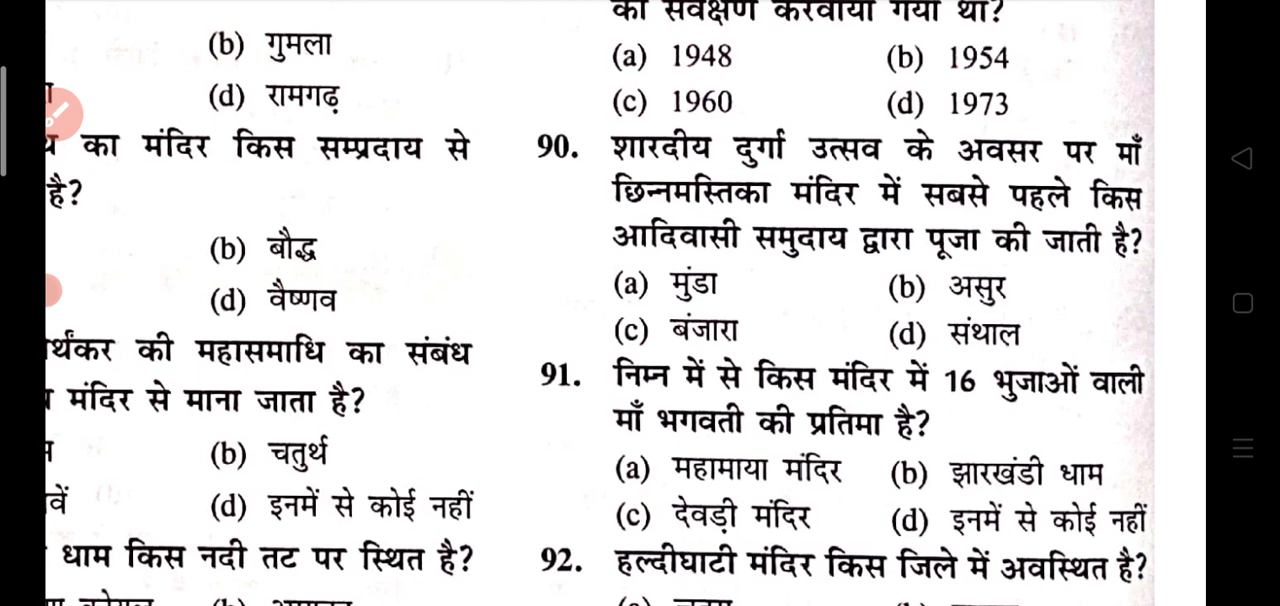 (b) गुमला
(d) रामगढ़
का मंदिर किस सम्प्रदाय से
है?
(b) बौद्ध
(d) वैष्णव
र्थंकर की महासमाधि का संबंध
मंदिर से माना जाता है?
(b) चतुर्थ
वें
(d) इनमें से कोई नहीं
धाम किस नदी तट पर स्थित है?
(b)
का सर्वेक्षण करवाया गया था?
(a) 1948 (b) 1954
(c) 1960 (d) 1973
90. शारदीय दुर्गा उत्सव के अवसर पर माँ
छिन्नमस्तिका मंदिर में सबसे पहले किस
आदिवासी समुदाय द्वारा पूजा की जाती है?
(a) मुंडा (b) असुर
(c) बंजारा (d) संथाल
91. निम्न में से किस मंदिर में 16 भुजाओं वाली
माँ भगवती की प्रतिमा है?
(a) महामाया मंदिर (b) झारखंडी धाम
(c) देवड़ी मंदिर (d) इनमें से कोई नहीं
92. हल्दीघाटी मंदिर किस जिले में अवस्थित है?
(a) (b)